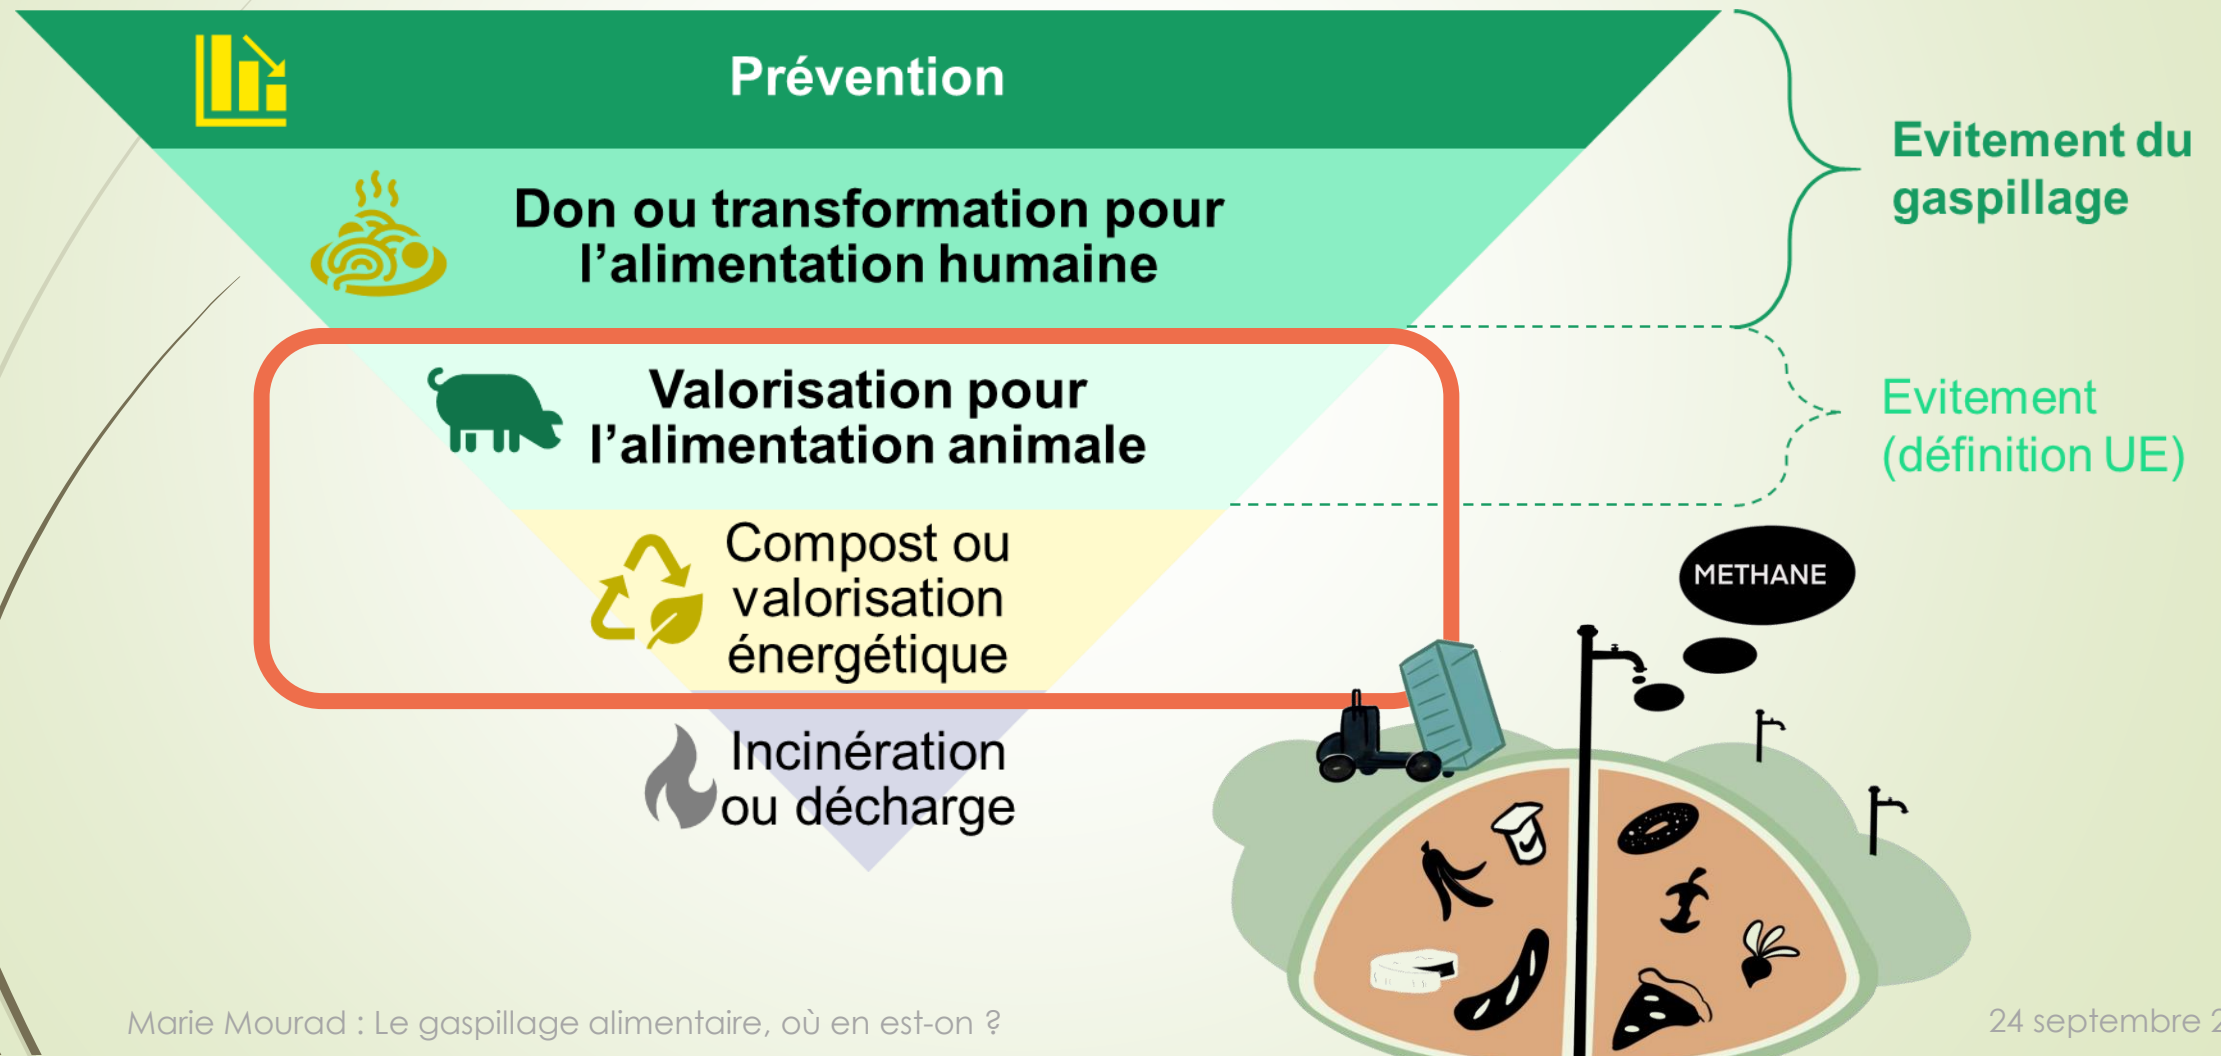 Prévention
Evitement du
gaspillage
Don ou transformation pour
l’alimentation humaine
Valorisation pour
l’alimentation animale
Evitement
(définition UE)
Compost ou
valorisation
énergétique
METHANE
Incinération
ou décharge
Marie Mourad : Le gaspillage alimentaire, où en est-on ?
24 septembre 2